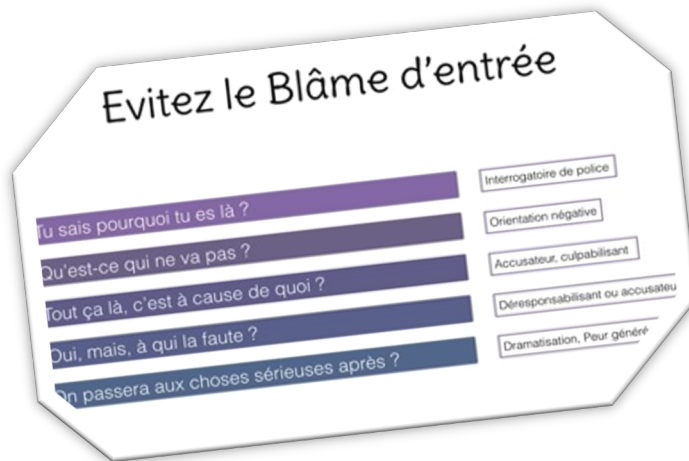 Evitez le Blâme d'entrée
Tu sais pourquoi tu es là ?
Interrogatoire de police
Qu'est-ce qui ne va pas ?
Orientation négative
Tout ça là, c'est à cause de quoi ?
Accusateur, culpabilisant
Oui, mais, à qui la faute ?
Déresponsabilisant ou accusateu
On passera aux choses sérieuses après ?
Dramatisation, Peur génér